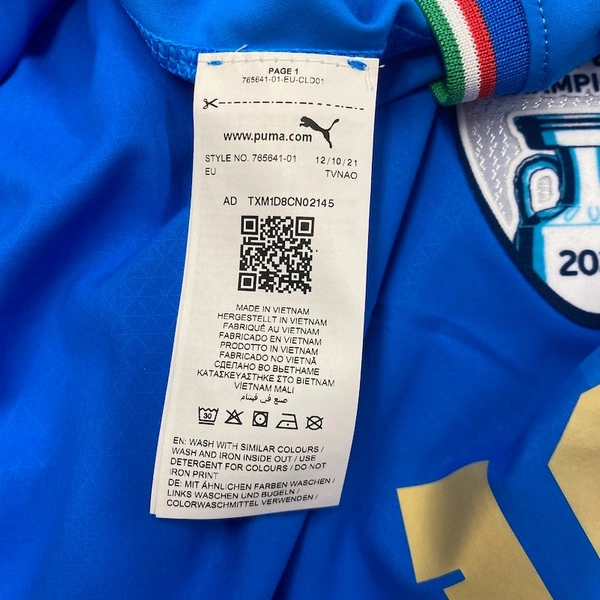 PAGE 1
765641-01-EU-CLD01
www.puma.com
STYLE NO. 765641-01 12/10/21
EU TVNAO
AD TXM1D8CN02145
MADE IN VIETNAM
HERGESTELLT IN VIETNAM
FABRIQUÉ AU VIETNAM
FABRICADO EN VIETNAM
PRODOTTO IN VIETNAM
FABRICADO NO VIETNÃ
СДЕЛАНО ВО ВЬЕТНАМЕ
ΚΑΤΑΣΚΕΥΑΣΤΗΚΕ ΣΤΟ ΒΙΕΤΝΑΜ
VİETNAM MALI
صنع في فيتنام
30
EN: WASH WITH SIMILAR COLOURS /
WASH AND IRON INSIDE OUT / USE
DETERGENT FOR COLOURS / DO NOT
IRON PRINT
DE: MIT ÄHNLICHEN FARBEN WASCHEN /
LINKS WASCHEN UND BÜGELN /
COLORWASCHMITTEL VERWENDEN /